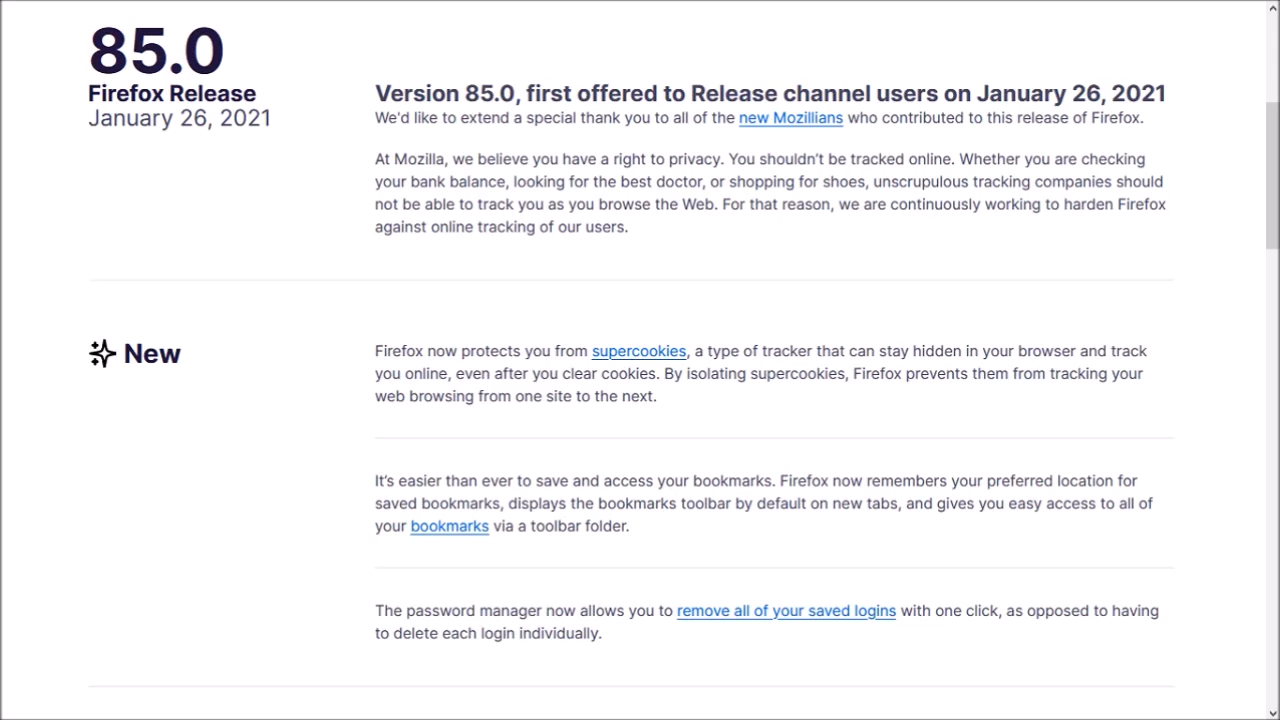 85.0
Firefox Release
January 26, 2021
Version 85.0, first offered to Release channel users on January 26, 2021
We'd like to extend a special thank you to all of the new Mozillians who contributed to this release of Firefox.
At Mozilla, we believe you have a right to privacy. You shouldn’t be tracked online. Whether you are checking
your bank balance, looking for the best doctor, or shopping for shoes, unscrupulous tracking companies should
not be able to track you as you browse the Web. For that reason, we are continuously working to harden Firefox
against online tracking of our users.
New
Firefox now protects you from supercookies, a type of tracker that can stay hidden in your browser and track
you online, even after you clear cookies. By isolating supercookies, Firefox prevents them from tracking your
web browsing from one site to the next.
It’s easier than ever to save and access your bookmarks. Firefox now remembers your preferred location for
saved bookmarks, displays the bookmarks toolbar by default on new tabs, and gives you easy access to all of
your bookmarks via a toolbar folder.
The password manager now allows you to remove all of your saved logins with one click, as opposed to having
to delete each login individually.